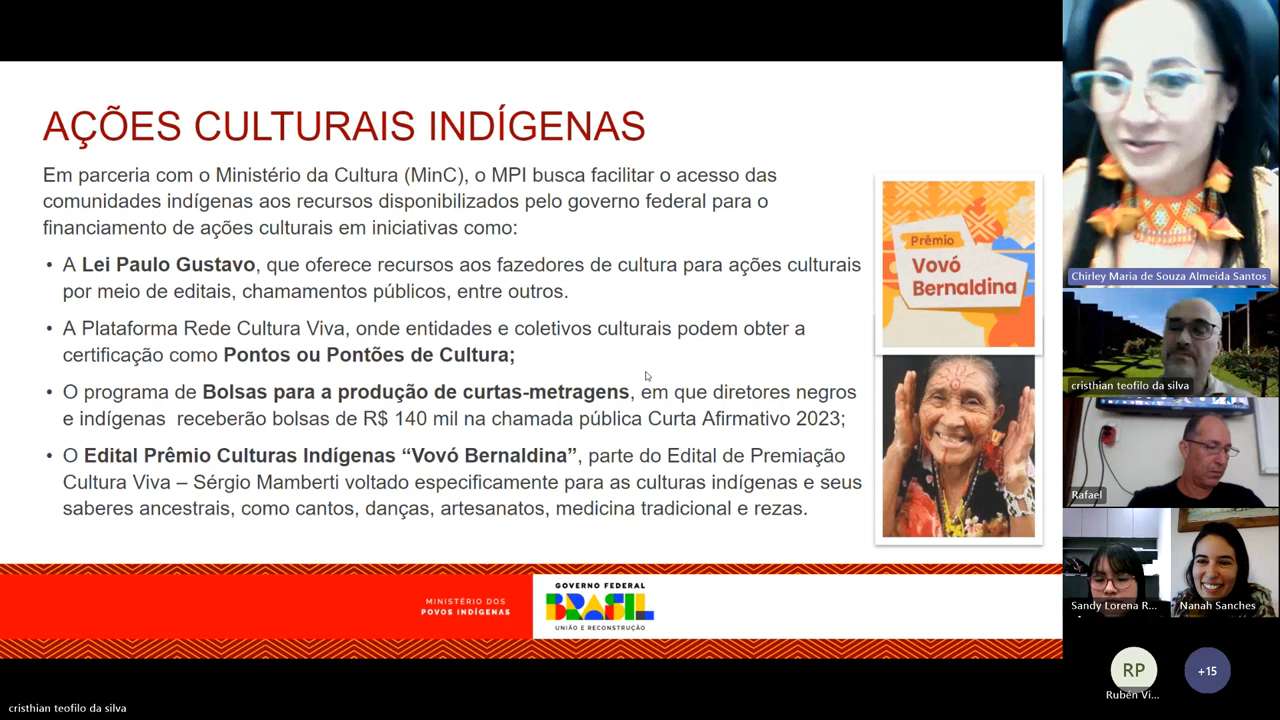 AÇÕES CULTURAIS INDÍGENAS
Em parceria com o Ministério da Cultura (MinC), o MPI busca facilitar o acesso das
comunidades indígenas aos recursos disponibilizados pelo governo federal para o
financiamento de ações culturais em iniciativas como:
• A Lei Paulo Gustavo, que oferece recursos aos fazedores de cultura para ações culturais
por meio de editais, chamamentos públicos, entre outros.
• A Plataforma Rede Cultura Viva, onde entidades e coletivos culturais podem obter a
certificação como Pontos ou Pontões de Cultura;
• O programa de Bolsas para a produção de curtas-metragens, em que diretores negros
e indígenas receberão bolsas de R$ 140 mil na chamada pública Curta Afirmativo 2023;
• O Edital Prêmio Culturas Indígenas “Vovó Bernaldina”, parte do Edital de Premiação
Cultura Viva – Sérgio Mamberti voltado especificamente para as culturas indígenas e seus
saberes ancestrais, como cantos, danças, artesanatos, medicina tradicional e rezas.
Prêmio
Vovó
Bernaldina
MINISTÉRIO DOS
POVOS INDÍGENAS
GOVERNO FEDERAL
BRASIL
UNIÃO E RECONSTRUÇÃO
Chirley Maria de Souza Almeida Santos
cristhian teofilo da silva
Rafael
Sandy Lorena R...
Nanah Sanches
RP
+15
Rubén Vi...
cristhian teofilo da silva